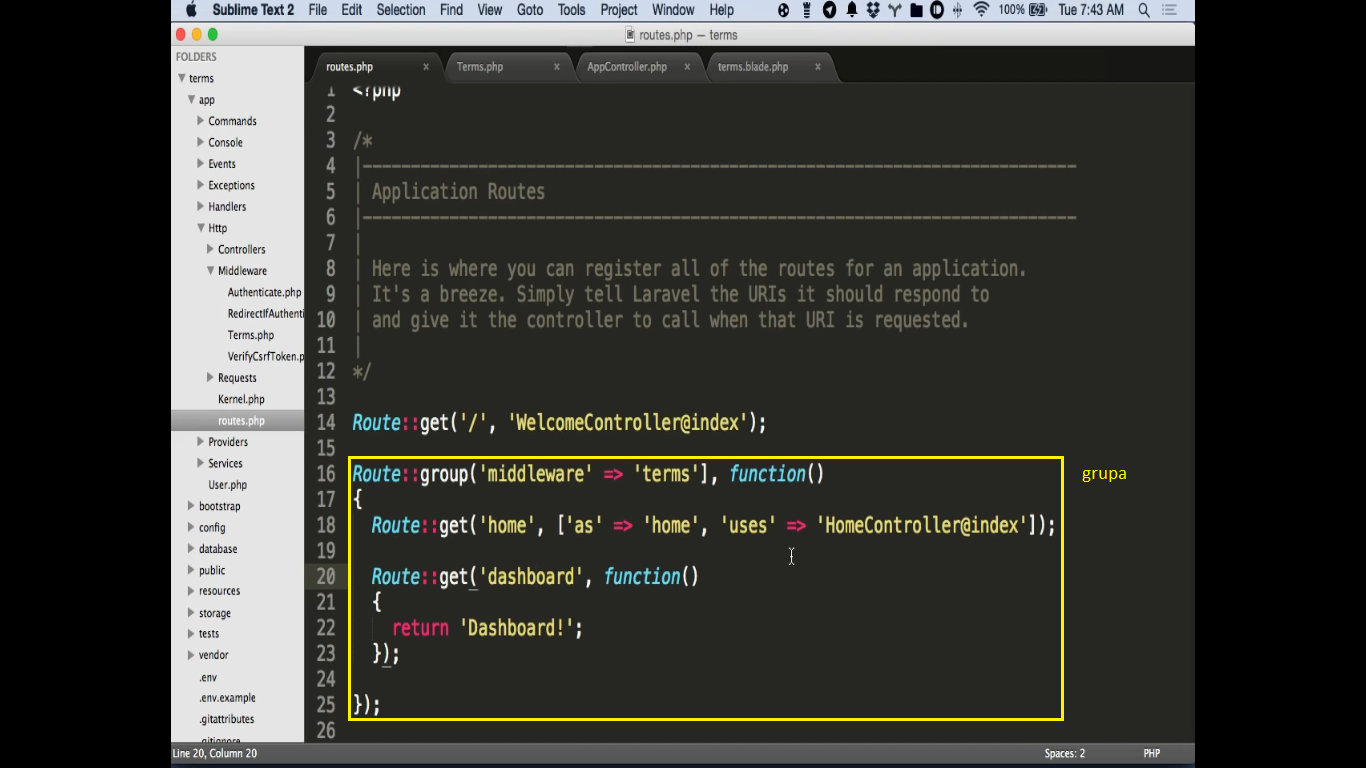 Sublime Text 2 File Edit Selection Find View Goto Tools Project Window Help 100% Tue 7:43 AM
routes.php — terms
FOLDERS
terms
app
Commands
Console
Events
Exceptions
Handlers
Http
Controllers
Middleware
Authenticate.php
RedirectIfAuthenti
Terms.php
VerifyCsrfToken.p
Requests
Kernel.php
routes.php
Providers
Services
User.php
bootstrap
config
database
public
resources
storage
tests
vendor
.env
.env.example
.gitattributes
.gitignore
routes.php × Terms.php × AppController.php × terms.blade.php ×
1 <?php
2
3 /*
4 |--------------------------------------------------------------------------
5 | Application Routes
6 |--------------------------------------------------------------------------
7 |
8 | Here is where you can register all of the routes for an application.
9 | It's a breeze. Simply tell Laravel the URIs it should respond to
10 | and give it the controller to call when that URI is requested.
11 |
12 */
13
14 Route::get('/', 'WelcomeController@index');
15
16 Route::group('middleware' => 'terms'], function()
17 {
18 Route::get('home', ['as' => 'home', 'uses' => 'HomeController@index']);
19
20 Route::get('dashboard', function()
21 {
22 return 'Dashboard!';
23 });
24
25 });
26
grupa
Line 20, Column 20 Spaces: 2 PHP